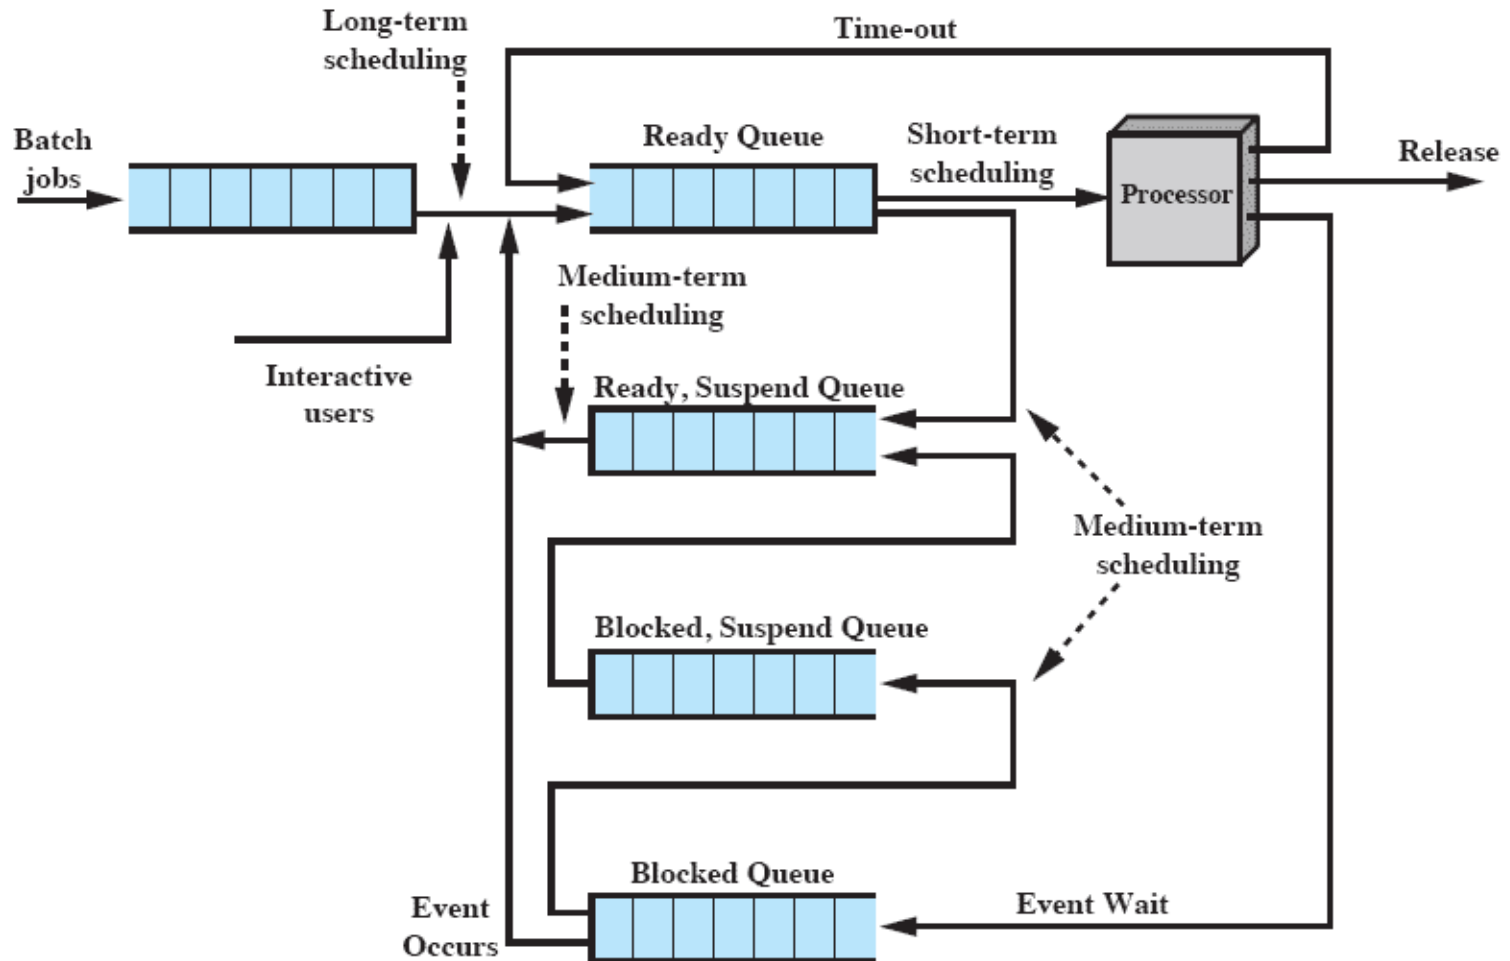 Long-term
scheduling
Time-out
Batch
jobs
Ready Queue
Short-term
scheduling
Processor
Release
Medium-term
scheduling
Interactive
users
Ready, Suspend Queue
Medium-term
scheduling
Blocked, Suspend Queue
Blocked Queue
Event
Occurs
Event Wait